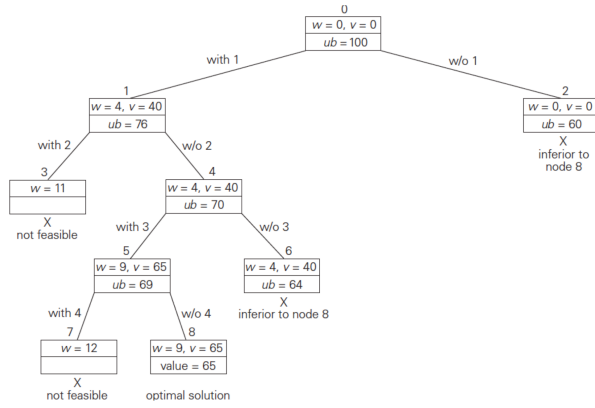 0
w = 0, v = 0
ub = 100
with 1
w/o 1
1
w = 4, v = 40
ub = 76
2
w = 0, v = 0
ub = 60
X
inferior to
node 8
with 2
w/o 2
3
w = 11
X
not feasible
4
w = 4, v = 40
ub = 70
with 3
w/o 3
5
w = 9, v = 65
ub = 69
6
w = 4, v = 40
ub = 64
X
inferior to node 8
with 4
w/o 4
7
w = 12
X
not feasible
8
w = 9, v = 65
value = 65
optimal solution